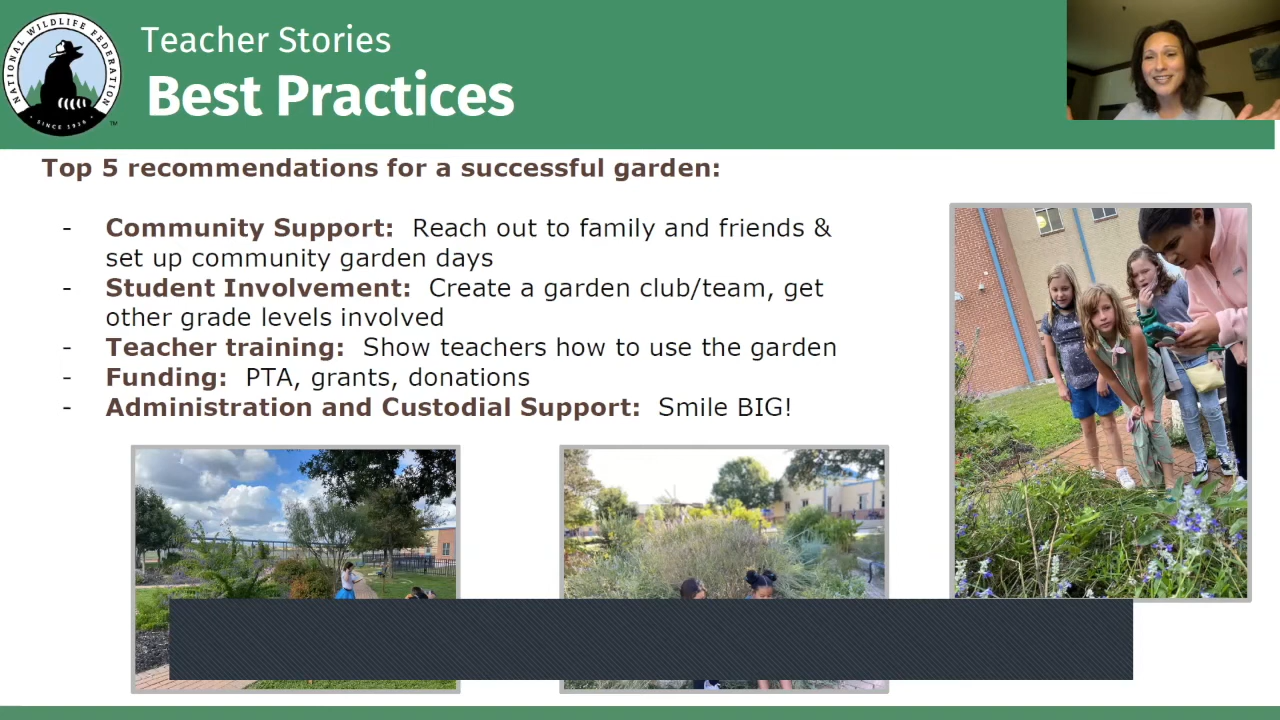 NATIONAL WILDLIFE FEDERATION
• SINCE 1936 •
TM
Teacher Stories
Best Practices
Top 5 recommendations for a successful garden:
- Community Support: Reach out to family and friends &
set up community garden days
- Student Involvement: Create a garden club/team, get
other grade levels involved
- Teacher training: Show teachers how to use the garden
- Funding: PTA, grants, donations
- Administration and Custodial Support: Smile BIG!